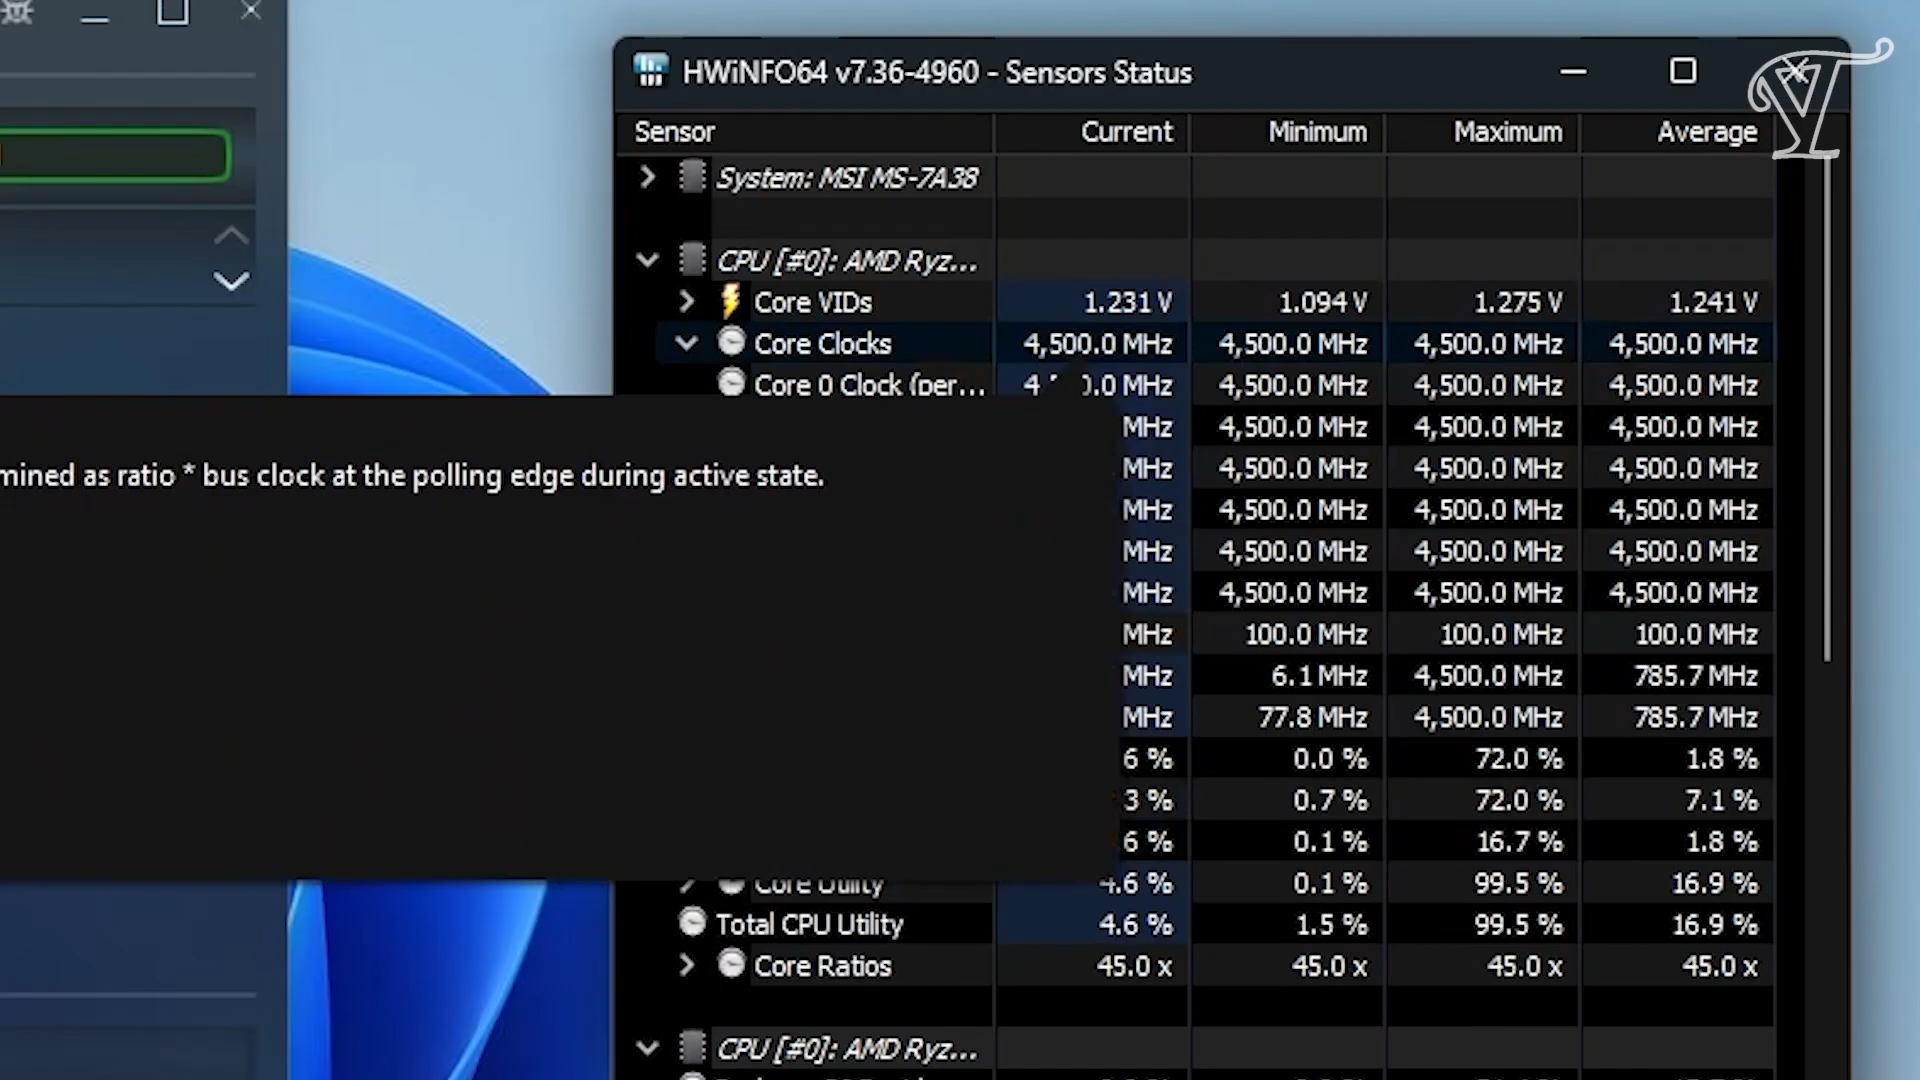 HWiNFO64 v7.36-4960 - Sensors Status
Sensor Current Minimum Maximum Average
System: MSI MS-7A38
CPU [#0]: AMD Ryz...
Core VIDs 1.231 V 1.094 V 1.275 V 1.241 V
Core Clocks 4,500.0 MHz 4,500.0 MHz 4,500.0 MHz 4,500.0 MHz
Core 0 Clock (per... 4,500.0 MHz 4,500.0 MHz 4,500.0 MHz
MHz 4,500.0 MHz 4,500.0 MHz 4,500.0 MHz
mined as ratio * bus clock at the polling edge during active state.
MHz 4,500.0 MHz 4,500.0 MHz 4,500.0 MHz
MHz 4,500.0 MHz 4,500.0 MHz 4,500.0 MHz
MHz 4,500.0 MHz 4,500.0 MHz 4,500.0 MHz
MHz 4,500.0 MHz 4,500.0 MHz 4,500.0 MHz
MHz 100.0 MHz 100.0 MHz 100.0 MHz
MHz 6.1 MHz 4,500.0 MHz 785.7 MHz
MHz 77.8 MHz 4,500.0 MHz 785.7 MHz
6 % 0.0 % 72.0 % 1.8 %
3 % 0.7 % 72.0 % 7.1 %
6 % 0.1 % 16.7 % 1.8 %
Core Utility 4.6 % 0.1 % 99.5 % 16.9 %
Total CPU Utility 4.6 % 1.5 % 99.5 % 16.9 %
Core Ratios 45.0 x 45.0 x 45.0 x 45.0 x
CPU [#0]: AMD Ryz...